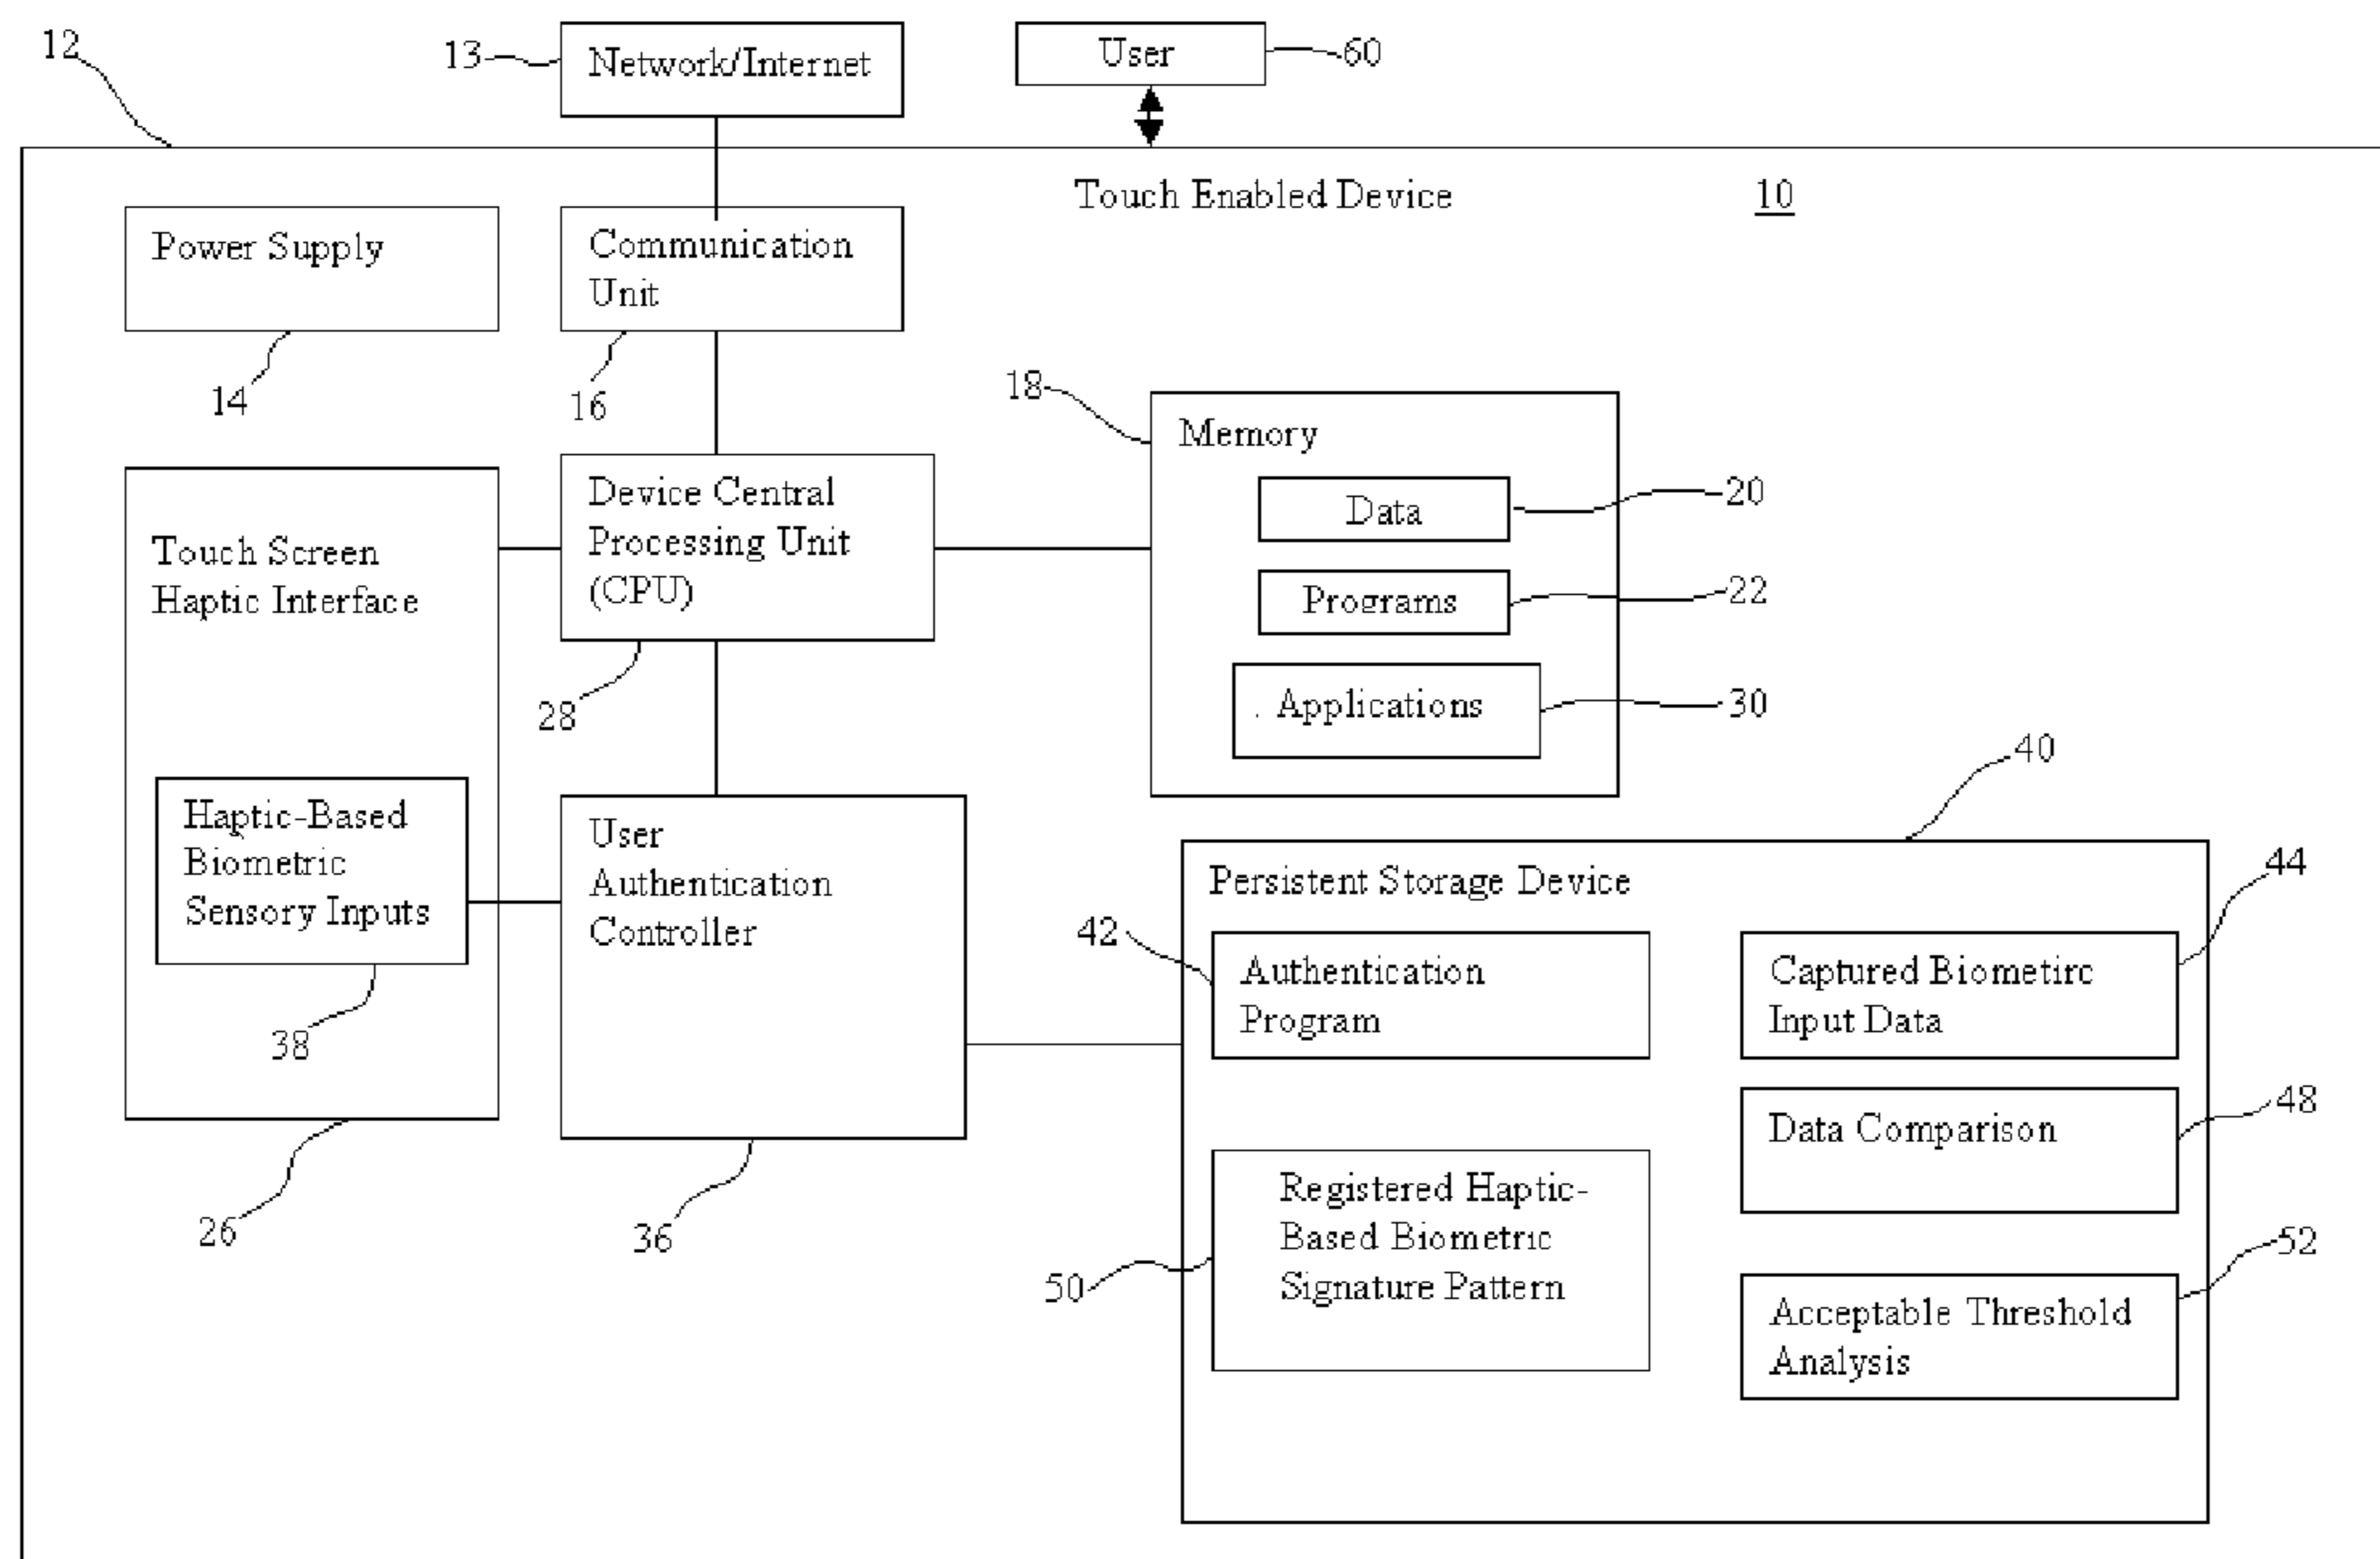 12
13
Network/Internet
User
60
Touch Enabled Device
10
Power Supply
14
Communication
Unit
16
18
Memory
Data
20
Programs
22
. Applications
30
Touch Screen
Haptic Interface
Device Central
Processing Unit
(CPU)
28
Haptic-Based
Biometric
Sensory Inputs
38
26
User
Authentication
Controller
36
40
Persistent Storage Device
42
Authentication
Program
44
Captured Biometirc
Input Data
48
Data Comparison
50
Registered Haptic-
Based Biometric
Signature Pattern
52
Acceptable Threshold
Analysis